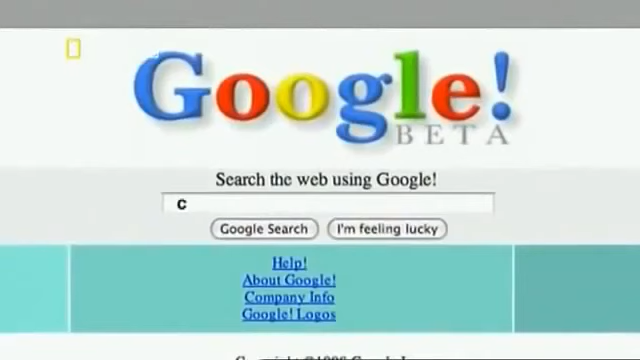 Google!
BETA
Search the web using Google!
c
Google Search I'm feeling lucky
Help!
About Google!
Company Info
Google! Logos